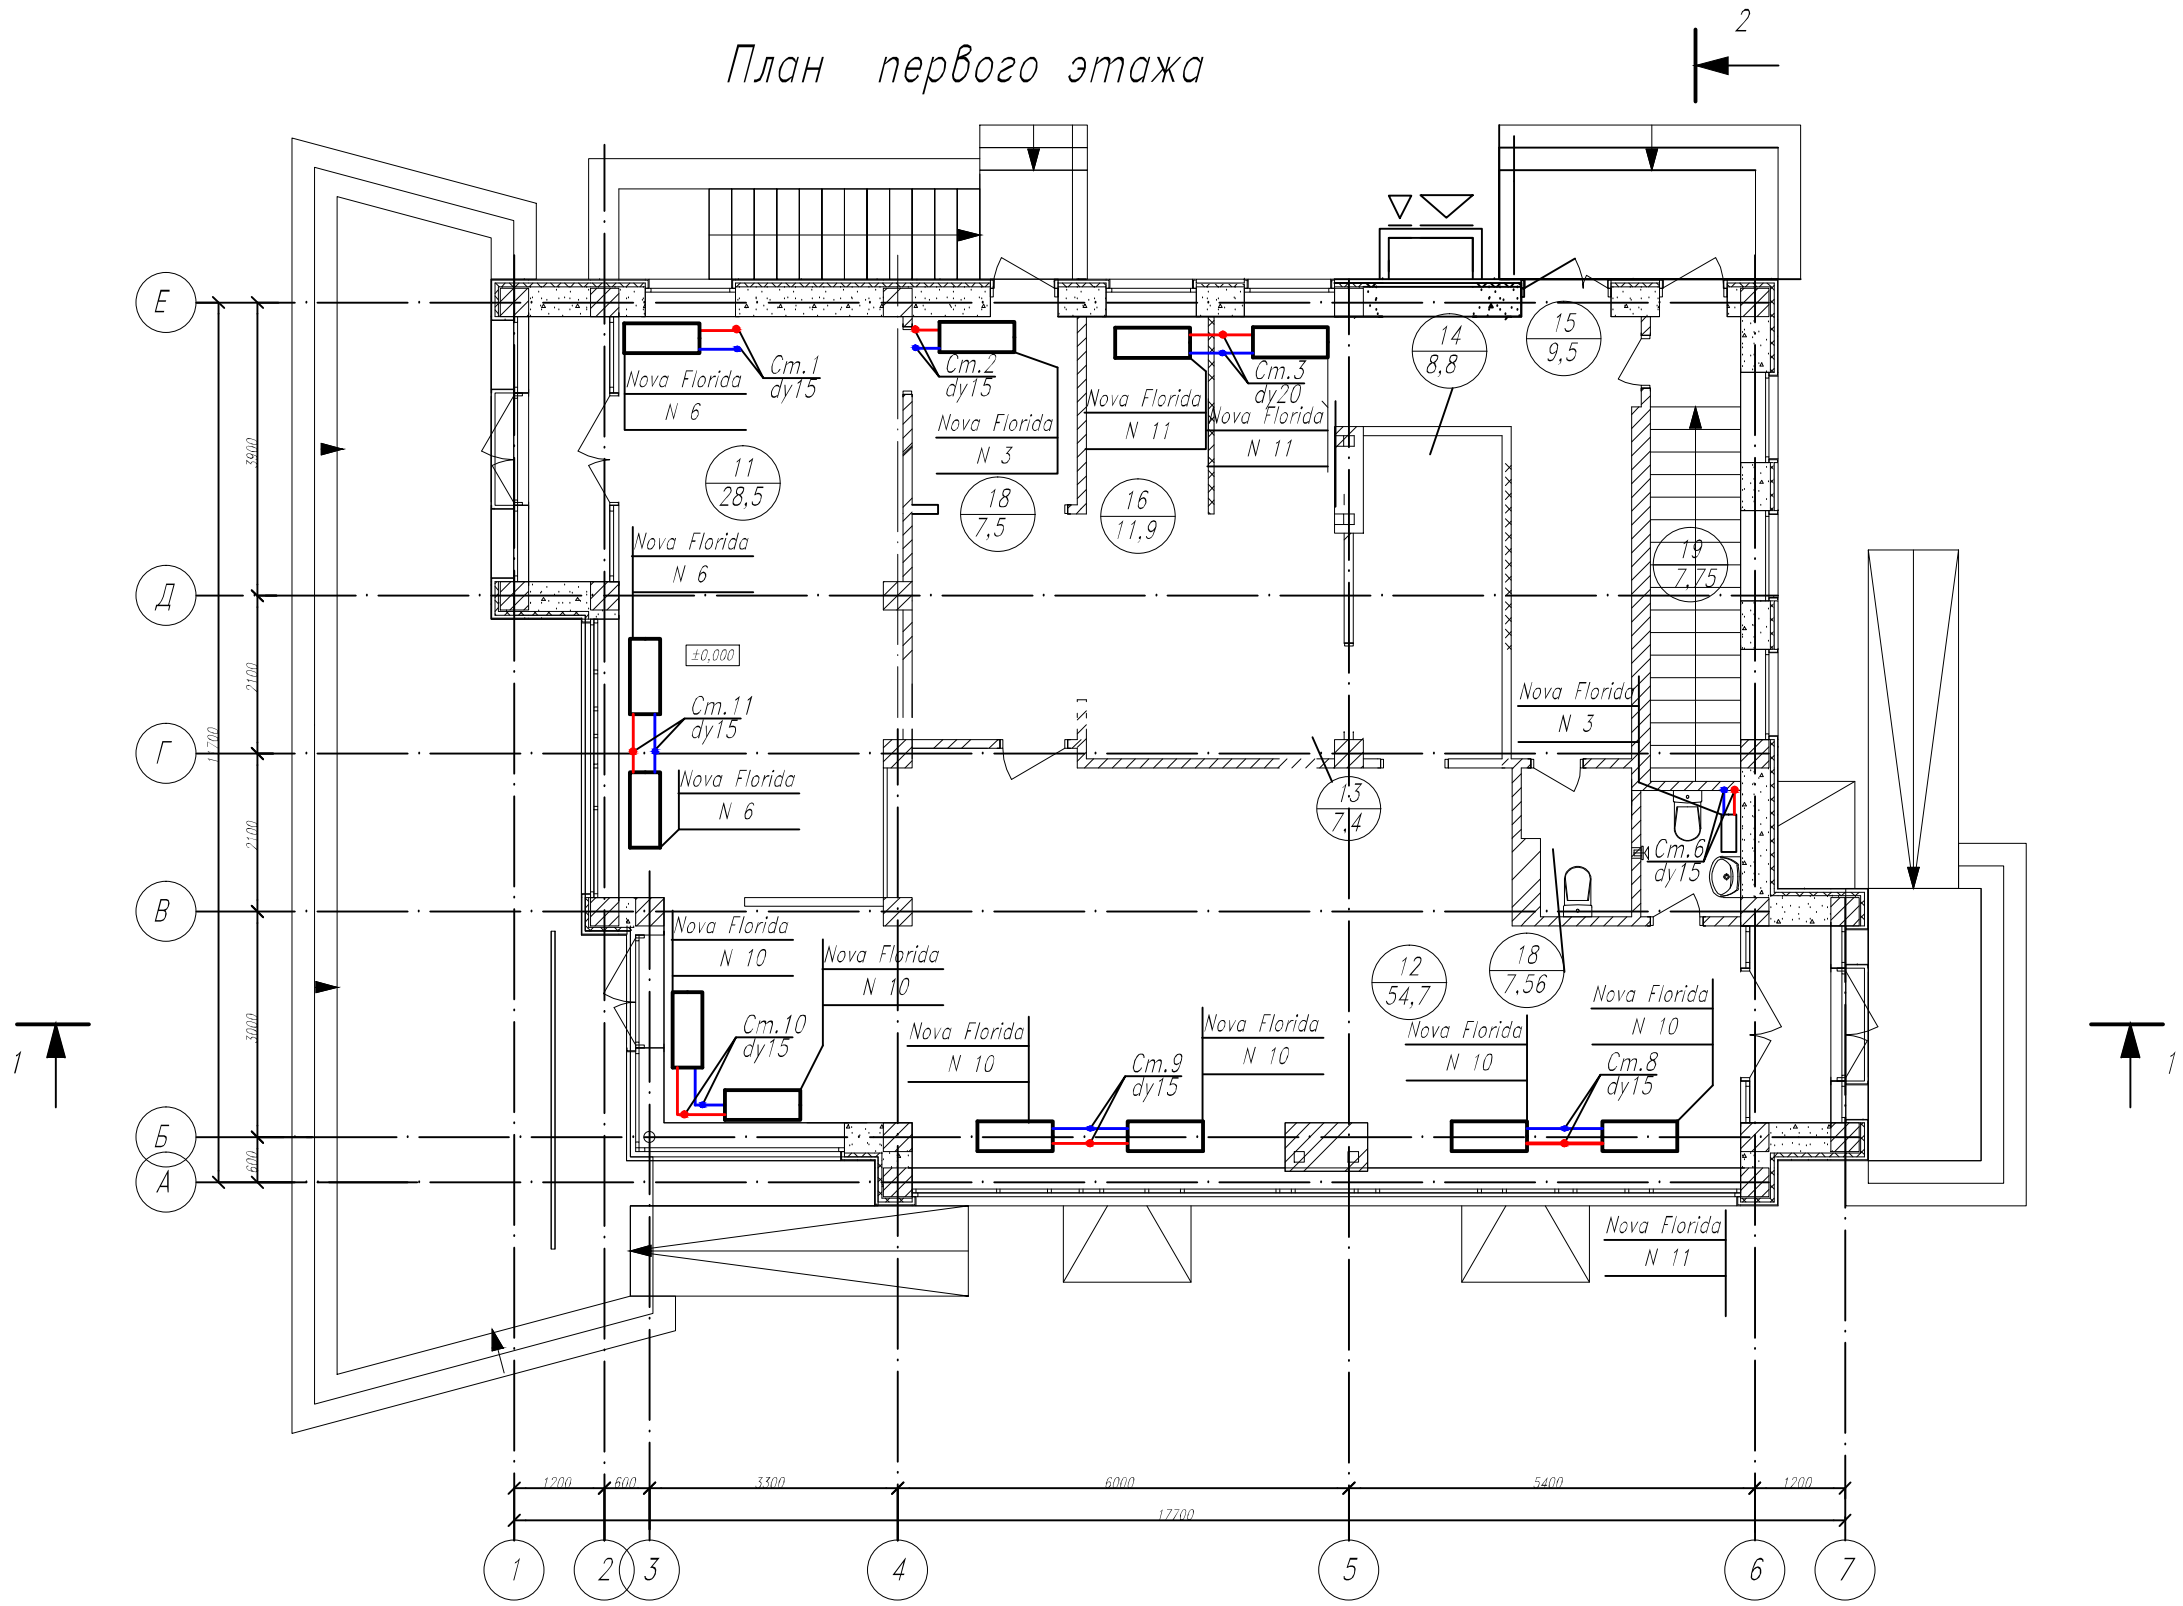 План первого этажа
2
Е
Д
Г
В
Б
А
3900
2100
2100
3000
600
11700
Ст.1
dy15
Nova Florida
N 6
Ст.2
dy15
Nova Florida
N 3
Ст.3
dy20
Nova Florida
N 11
Nova Florida
N 11
14
8,8
15
9,5
11
28,5
18
7,5
16
11,9
19
7,75
Nova Florida
N 6
±0,000
Ст.11
dy15
Nova Florida
N 6
Nova Florida
N 3
13
7,4
Ст.6
dy15
Nova Florida
N 10
Nova Florida
N 10
12
54,7
18
7,56
Ст.10
dy15
Nova Florida
N 10
Ст.9
dy15
Nova Florida
N 10
Nova Florida
N 10
Nova Florida
N 10
Ст.8
dy15
1
1
Nova Florida
N 11
1200
600
3300
6000
5400
1200
17700
1
2
3
4
5
6
7